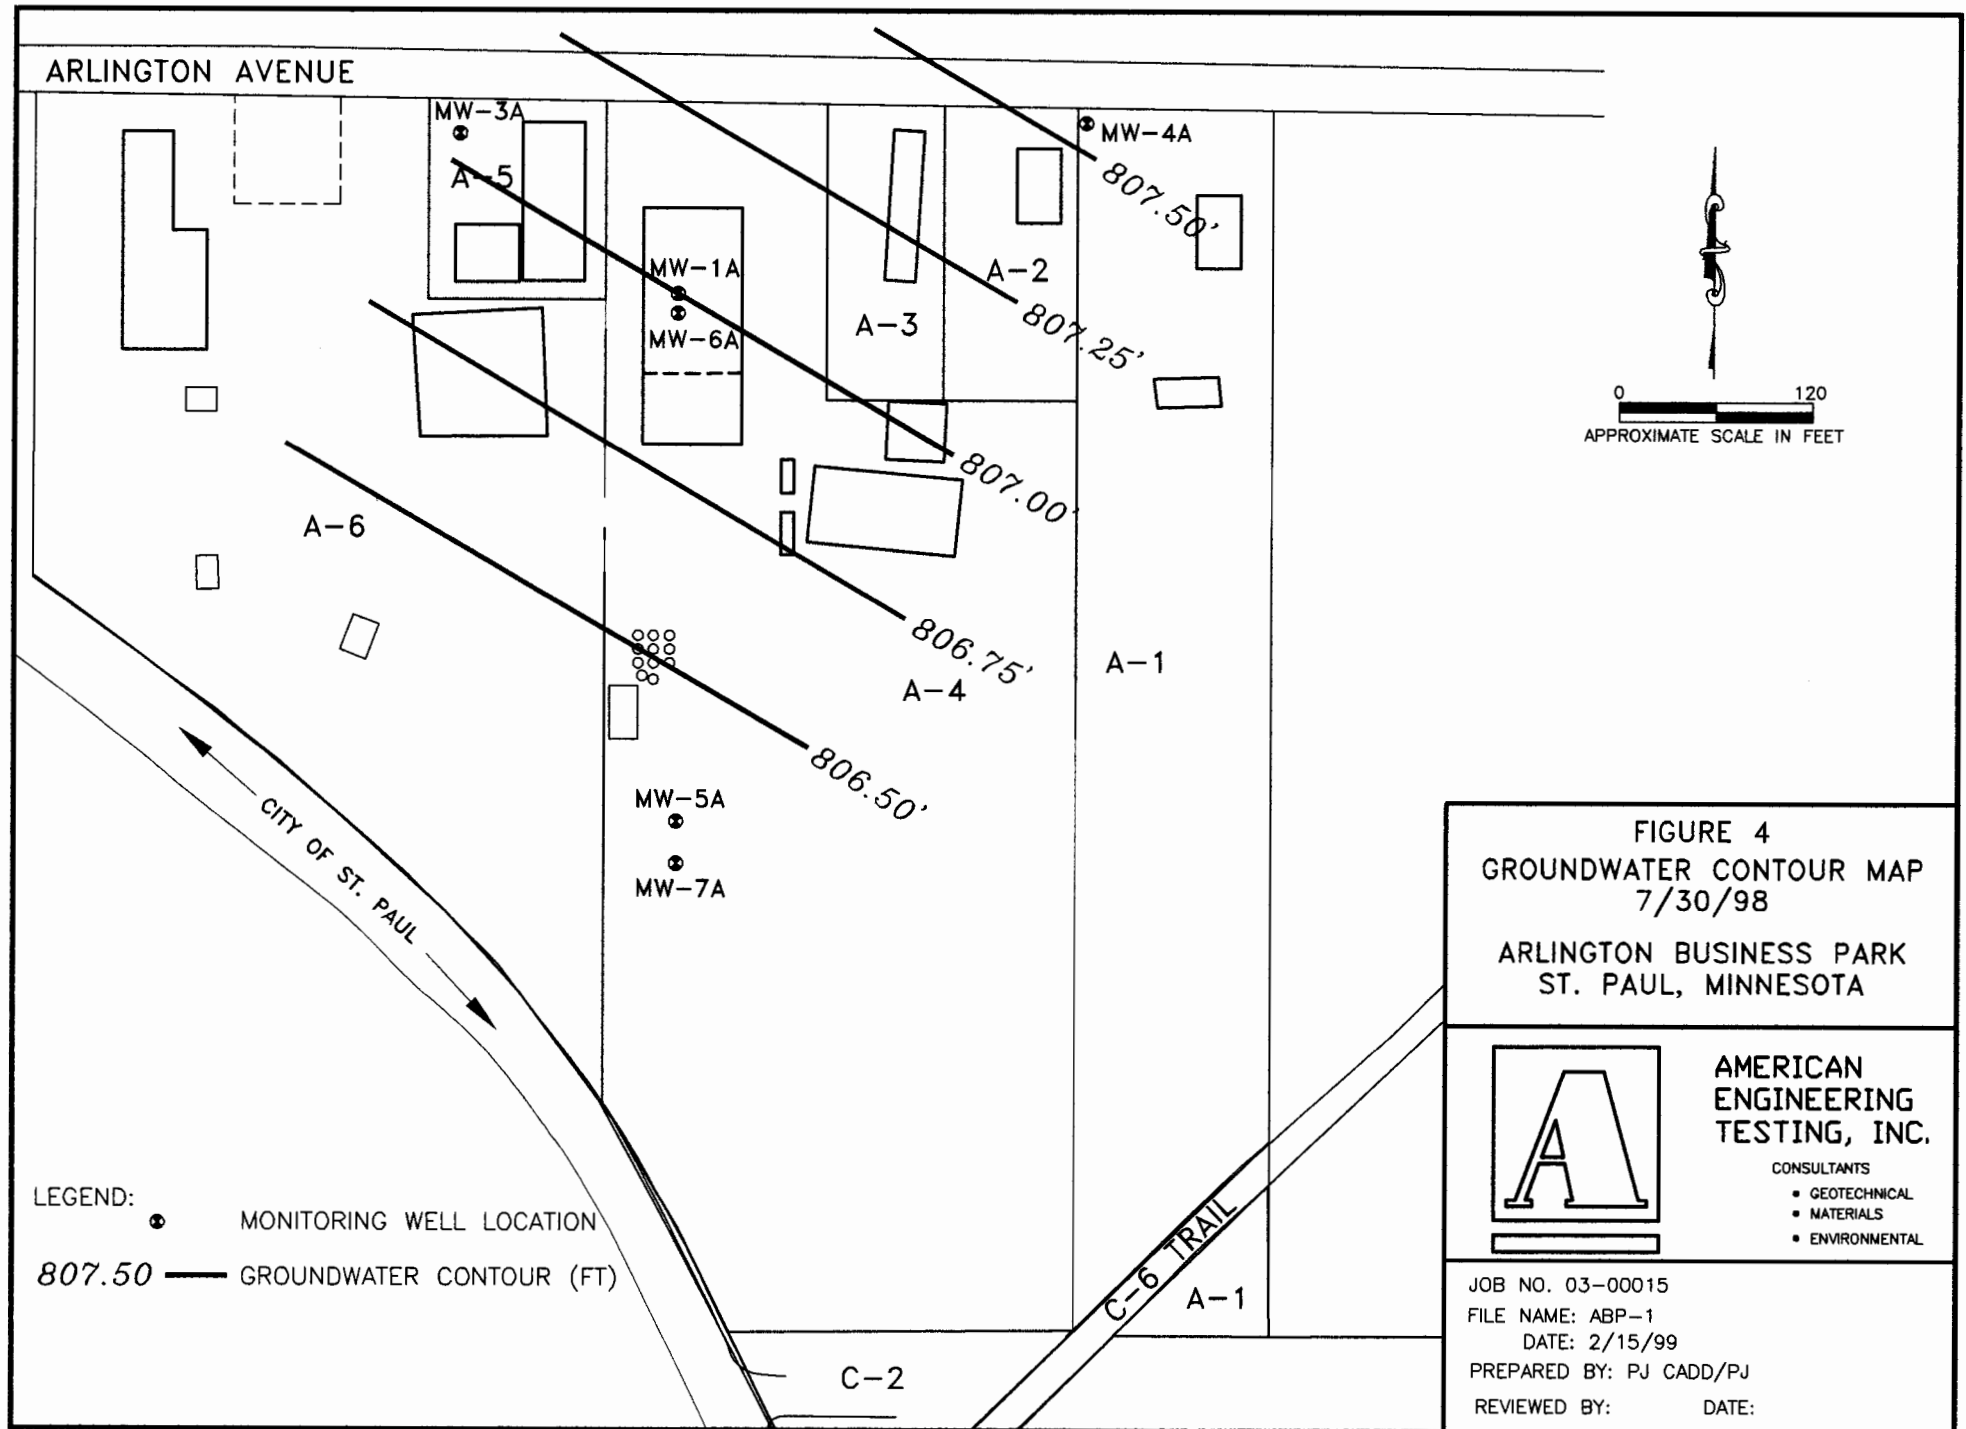 ARLINGTON AVENUE
MW-3A
MW-4A
A-5
807.50'
MW-1A
A-2
807.25'
A-3
MW-6A
0 120
APPROXIMATE SCALE IN FEET
807.00'
A-6
806.75'
A-1
A-4
806.50'
MW-5A
MW-7A
CITY OF ST. PAUL
C-6 TRAIL
A-1
C-2
LEGEND:
MONITORING WELL LOCATION
807.50 GROUNDWATER CONTOUR (FT)
FIGURE 4
GROUNDWATER CONTOUR MAP
7/30/98
ARLINGTON BUSINESS PARK
ST. PAUL, MINNESOTA
A
AMERICAN
ENGINEERING
TESTING, INC.
CONSULTANTS
• GEOTECHNICAL
• MATERIALS
• ENVIRONMENTAL
JOB NO. 03-00015
FILE NAME: ABP-1
DATE: 2/15/99
PREPARED BY: PJ CADD/PJ
REVIEWED BY: DATE: